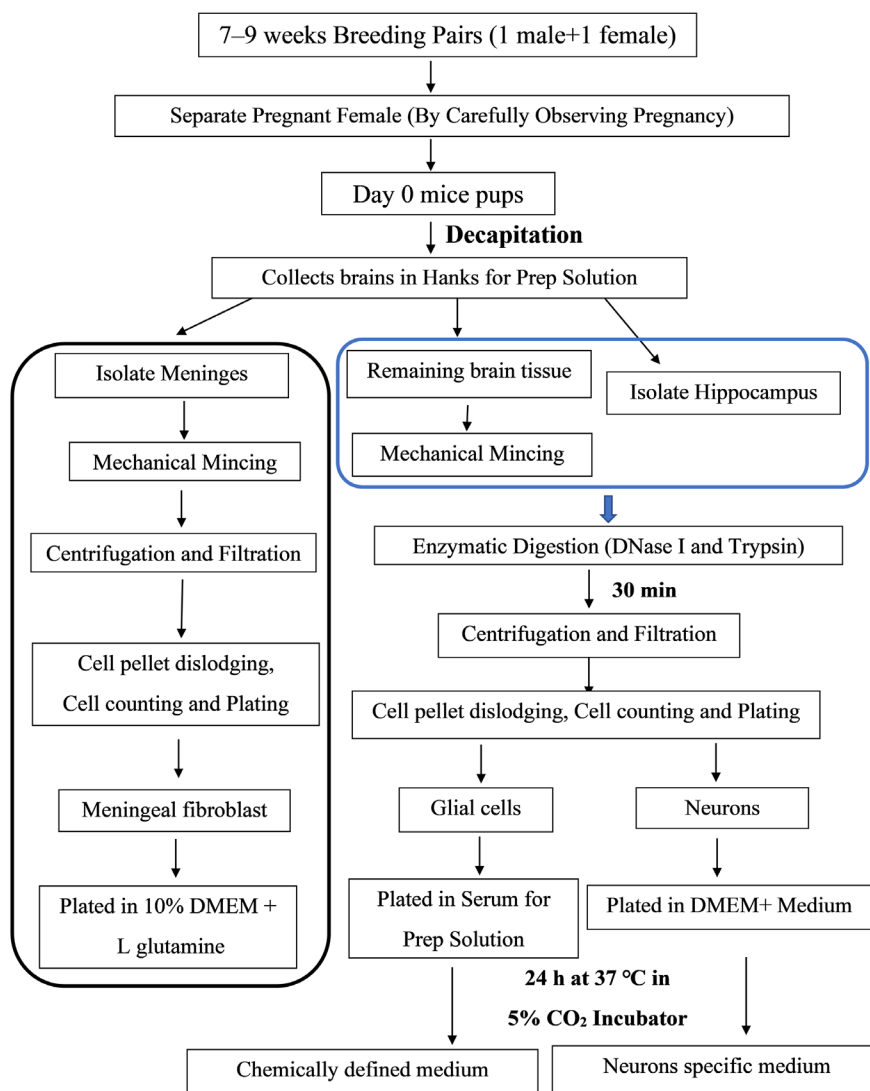 7–9 weeks Breeding Pairs (1 male+1 female)
Separate Pregnant Female (By Carefully Observing Pregnancy)
Day 0 mice pups
Decapitation
Collects brains in Hanks for Prep Solution
Isolate Meninges
Mechanical Mincing
Centrifugation and Filtration
Cell pellet dislodging,
Cell counting and Plating
Meningeal fibroblast
Plated in 10% DMEM +
L glutamine
Remaining brain tissue
Mechanical Mincing
Isolate Hippocampus
Enzymatic Digestion (DNase I and Trypsin)
30 min
Centrifugation and Filtration
Cell pellet dislodging, Cell counting and Plating
Glial cells
Neurons
Plated in Serum for
Prep Solution
Plated in DMEM+ Medium
24 h at 37 °C in
5% CO₂ Incubator
Chemically defined medium
Neurons specific medium